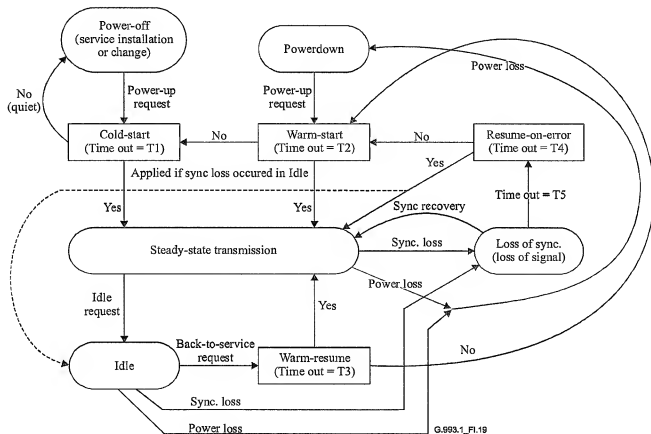 Power-off
(service installation
or change)
Powerdown
Power loss
No
(quiet)
Power-up
request
Power-up
request
Cold-start
(Time out = T1)
No
Warm-start
(Time out = T2)
No
Resume-on-error
(Time out = T4)
Applied if sync loss occured in Idle
Yes
Time out = T5
Yes
Yes
Sync recovery
Steady-state transmission
Sync. loss
Loss of sync.
(loss of signal)
Power loss
Idle
request
Yes
Back-to-service
request
No
Idle
Warm-resume
(Time out = T3)
Sync. loss
Power loss
G.993.1_FI.19